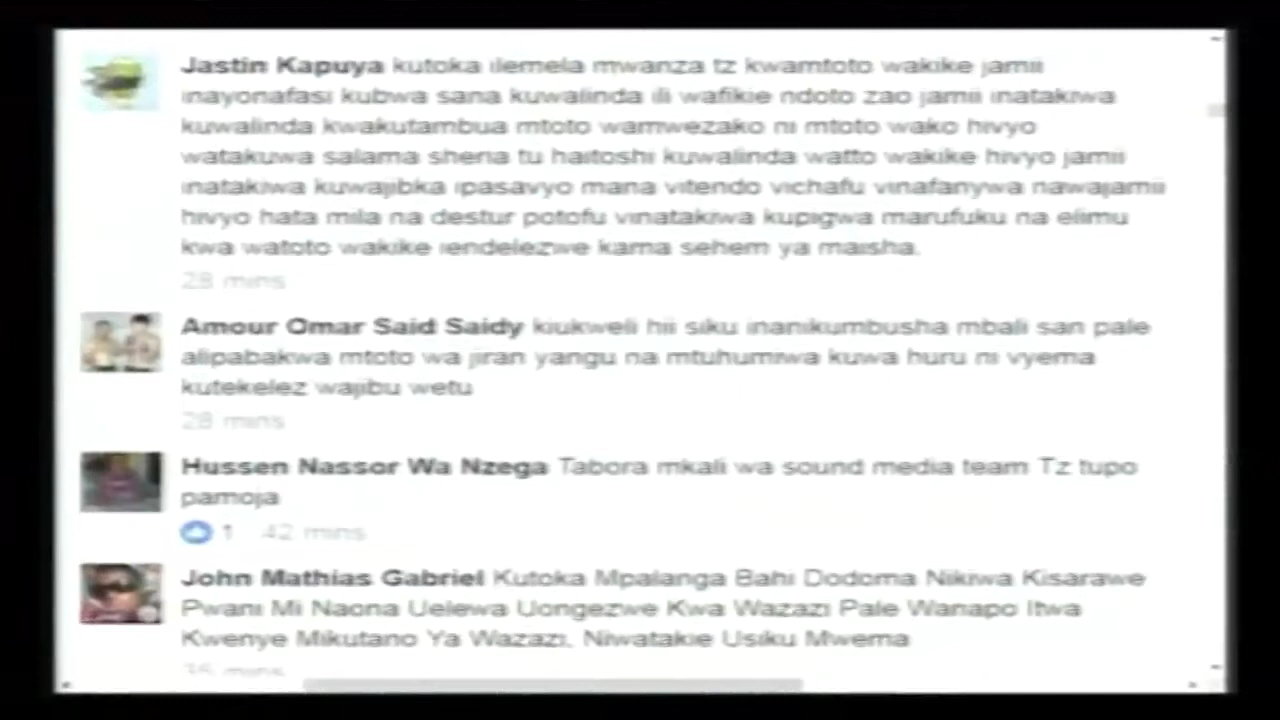 Jastin Kapuya kutoka ilemela mwanza tz kwamtoto wakike jamii
inayonafasi kubwa sana kuwalinda ili wafikie ndoto zao jamii inatakiwa
kuwalinda kwakutambua mtoto wamwezako ni mtoto wako hivyo
watakuwa salama sheria tu haitoshi kuwalinda watto wakike hivyo jamii
inatakiwa kuwajibka ipasavyo mana vitendo vichafu vinafanywa nawajamii
hivyo hata mila na destur potofu vinatakiwa kupigwa marufuku na elimu
kwa watoto wakike iendelezwe kama sehem ya maisha.
28 mins
Amour Omar Said Saidy kiukweli hii siku inanikumbusha mbali san pale
alipabakwa mtoto wa jiran yangu na mtuhumiwa kuwa huru ni vyema
kutekelez wajibu wetu
28 mins
Hussen Nassor Wa Nzega Tabora mkali wa sound media team Tz tupo
pamoja
1 42 mins
John Mathias Gabriel Kutoka Mpalanga Bahi Dodoma Nikiwa Kisarawe
Pwani Mi Naona Uelewa Uongezwe Kwa Wazazi Pale Wanapo Itwa
Kwenye Mikutano Ya Wazazi, Niwatakie Usiku Mwema
mins